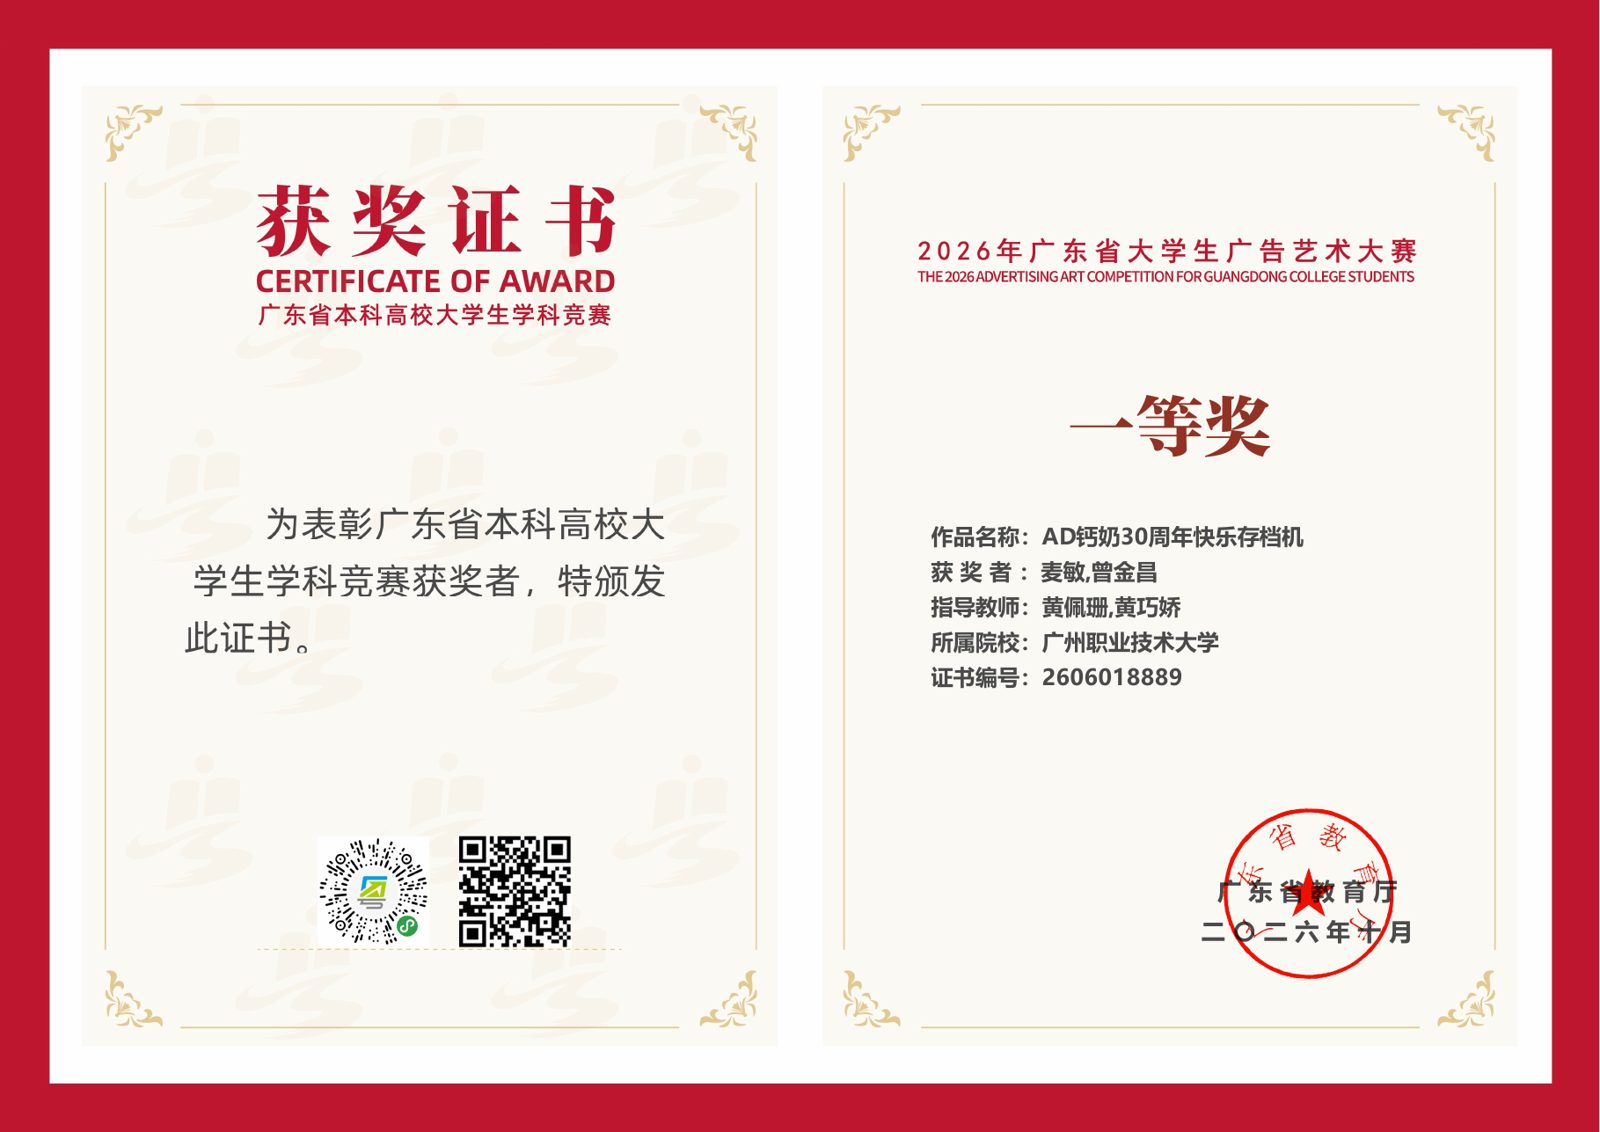 获奖证书
CERTIFICATE OF AWARD
广东省本科高校大学生学科竞赛
为表彰广东省本科高校大
学生学科竞赛获奖者，特颁发
此证书。
2026年广东省大学生广告艺术大赛
THE 2026 ADVERTISING ART COMPETITION FOR GUANGDONG COLLEGE STUDENTS
一等奖
作品名称：AD钙奶30周年快乐存档机
获 奖 者 ：麦敏,曾金昌
指导教师：黄佩珊,黄巧娇
所属院校：广州职业技术大学
证书编号：2606018889
广东省教育厅
广东省教育厅
二〇二六年十月